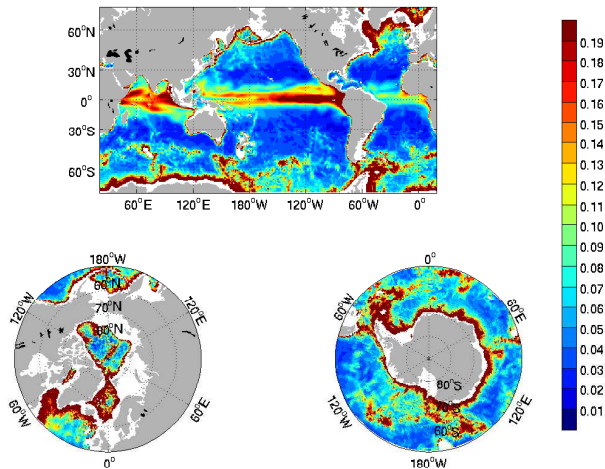 60°N
30°N
0°
30°S
60°S
60°E
120°E
180°W
120°W
60°W
0°
0.19
0.18
0.17
0.16
0.15
0.14
0.13
0.12
0.11
0.10
0.09
0.08
0.07
0.06
0.05
0.04
0.03
0.02
0.01
180°W
120°W
120°E
60°N
70°N
80°N
60°W
60°E
0°
0°
60°W
60°E
120°W
120°E
80°S
70°S
60°S
180°W